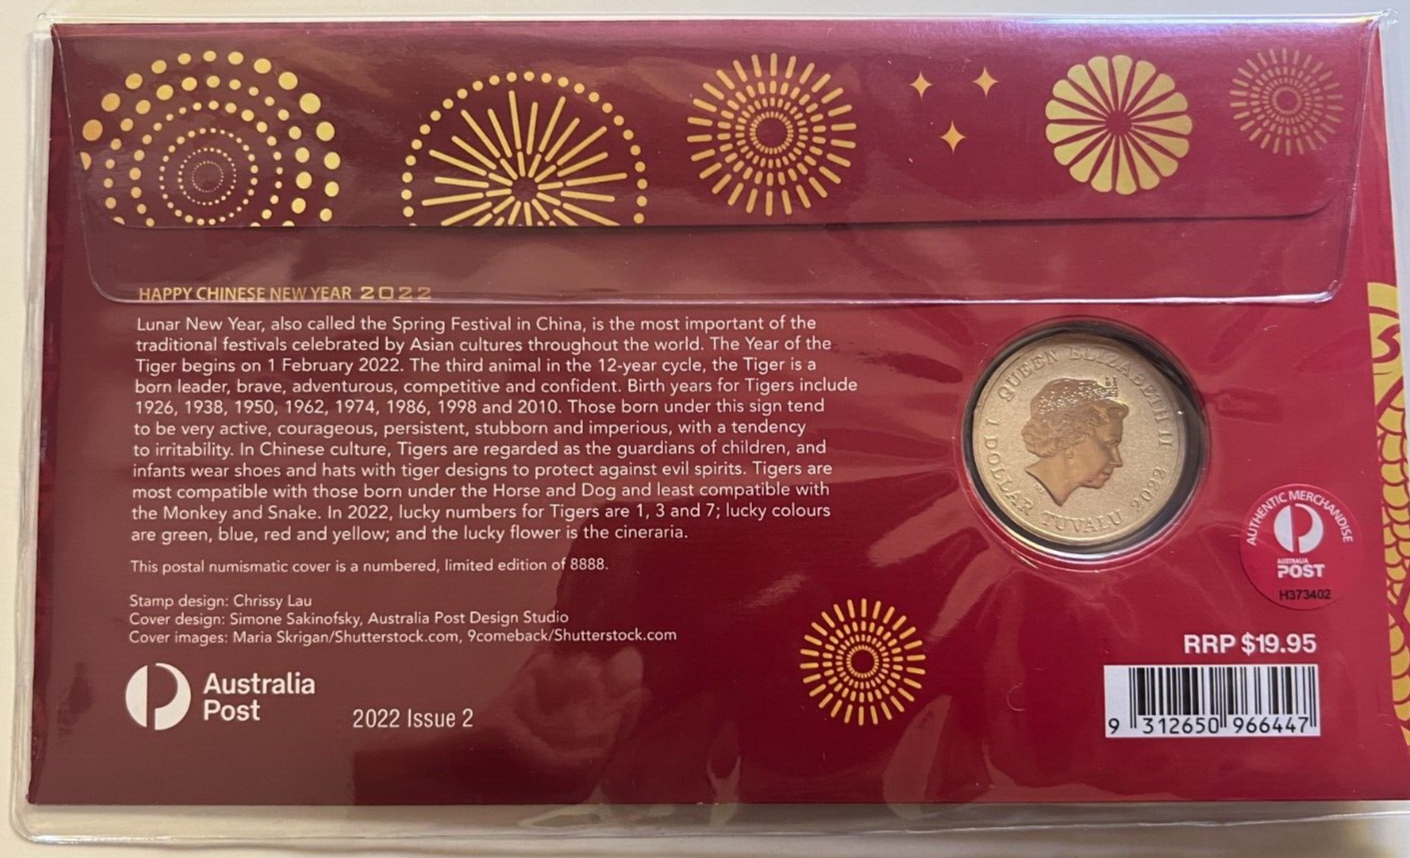 HAPPY CHINESE NEW YEAR 2022
Lunar New Year, also called the Spring Festival in China, is the most important of the
traditional festivals celebrated by Asian cultures throughout the world. The Year of the
Tiger begins on 1 February 2022. The third animal in the 12-year cycle, the Tiger is a
born leader, brave, adventurous, competitive and confident. Birth years for Tigers include
1926, 1938, 1950, 1962, 1974, 1986, 1998 and 2010. Those born under this sign tend
to be very active, courageous, persistent, stubborn and imperious, with a tendency
to irritability. In Chinese culture, Tigers are regarded as the guardians of children, and
infants wear shoes and hats with tiger designs to protect against evil spirits. Tigers are
most compatible with those born under the Horse and Dog and least compatible with
the Monkey and Snake. In 2022, lucky numbers for Tigers are 1, 3 and 7; lucky colours
are green, blue, red and yellow; and the lucky flower is the cineraria.
This postal numismatic cover is a numbered, limited edition of 8888.
Stamp design: Chrissy Lau
Cover design: Simone Sakinofsky, Australia Post Design Studio
Cover images: Maria Skrigan/Shutterstock.com, 9comeback/Shutterstock.com
Australia
Post
2022 Issue 2
QUEEN ELIZABETH II
1 DOLLAR TUVALU 2022
AUTHENTIC MERCHANDISE
AUSTRALIA
POST
H373402
RRP $19.95
9 312650 966447